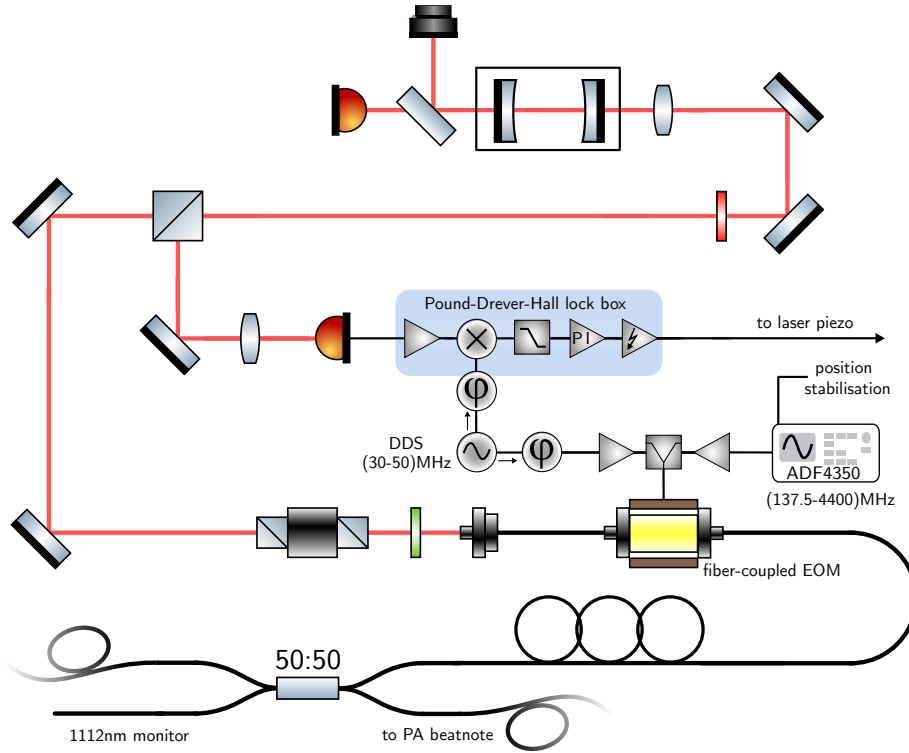 Pound-Drever-Hall lock box
PI
to laser piezo
φ
position
stabilisation
DDS
(30-50)MHz
φ
ADF4350
(137.5-4400)MHz
fiber-coupled EOM
50:50
1112nm monitor
to PA beatnote